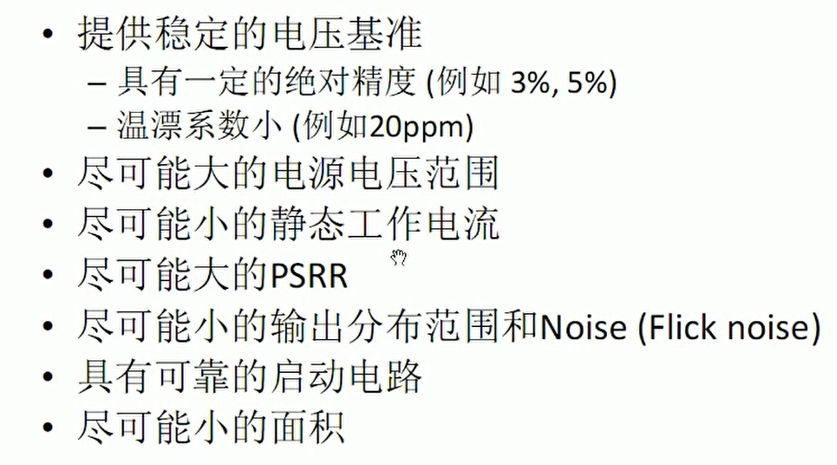 • 提供稳定的电压基准
– 具有一定的绝对精度 (例如 3%, 5%)
– 温漂系数小 (例如20ppm)
• 尽可能大的电源电压范围
• 尽可能小的静态工作电流
• 尽可能大的PSRR
• 尽可能小的输出分布范围和Noise (Flick noise)
• 具有可靠的启动电路
• 尽可能小的面积